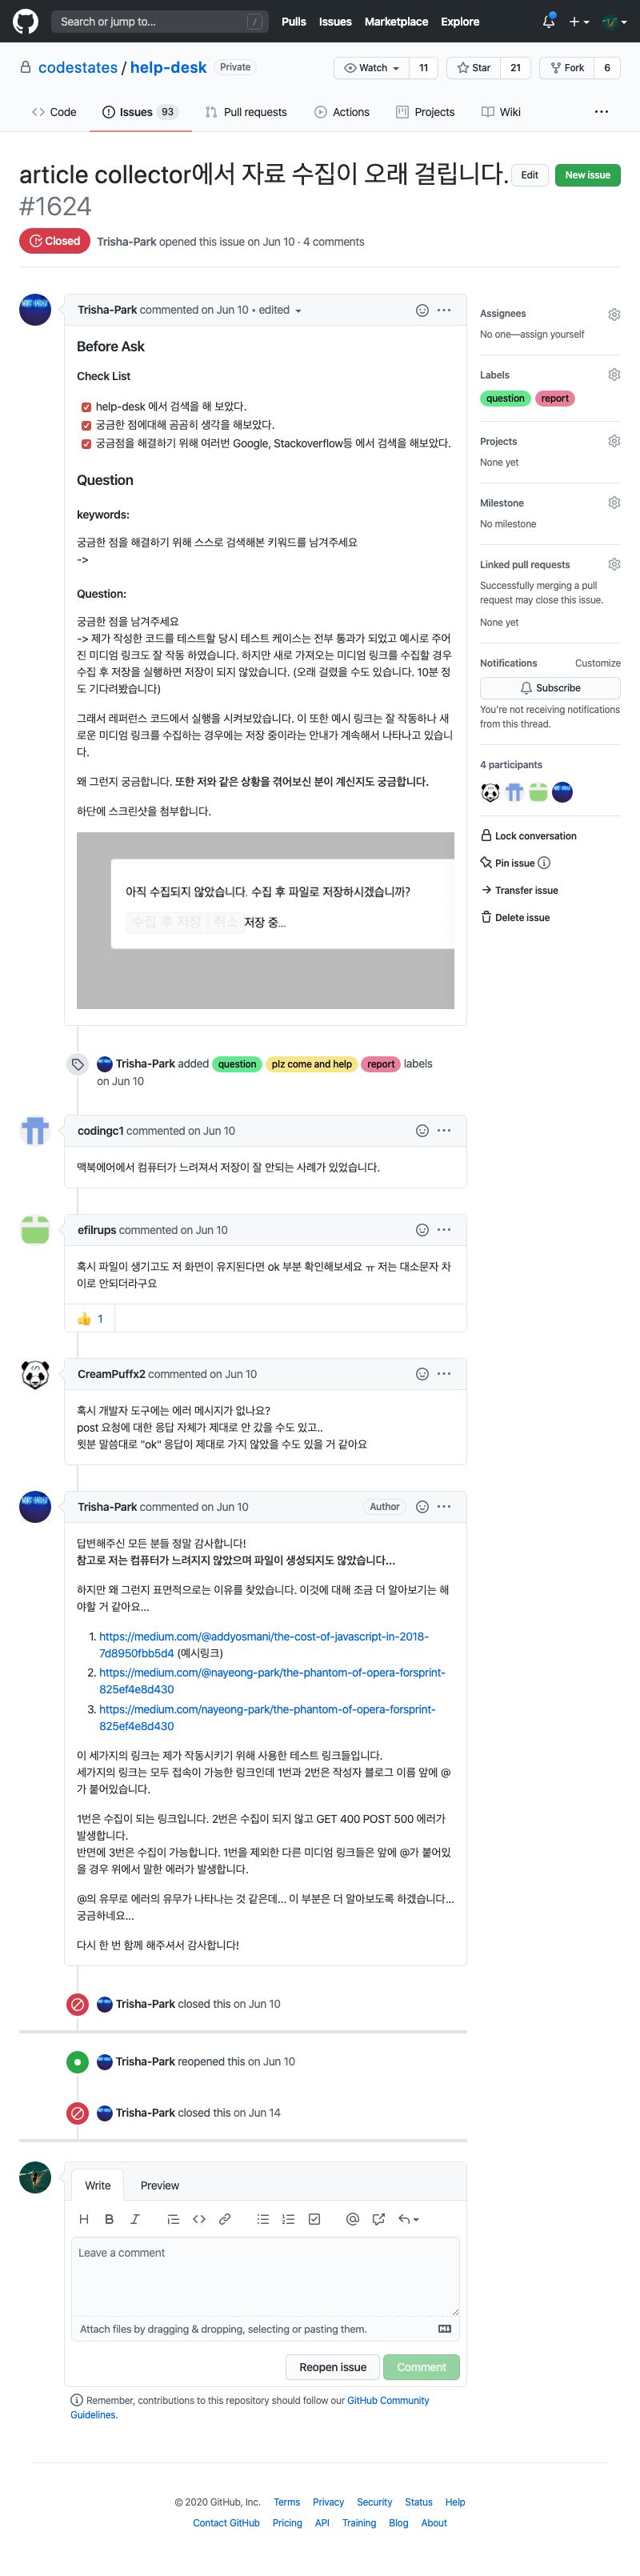 Search or jump to...
/
Pulls Issues Marketplace Explore
codestates / help-desk Private
Watch 11
Star 21
Fork 6
Code
Issues 93
Pull requests
Actions
Projects
Wiki
article collector에서 자료 수집이 오래 걸립니다.
#1624
Edit
New issue
Closed
Trisha-Park opened this issue on Jun 10 · 4 comments
Trisha-Park commented on Jun 10 • edited
Before Ask
Check List
help-desk 에서 검색을 해 보았다.
궁금한 점에대해 곰곰히 생각을 해보았다.
궁금점을 해결하기 위해 여러번 Google, Stackoverflow등 에서 검색을 해보았다.
Question
keywords:
궁금한 점을 해결하기 위해 스스로 검색해본 키워드를 남겨주세요
->
Question:
궁금한 점을 남겨주세요
-> 제가 작성한 코드를 테스트할 당시 테스트 케이스는 전부 통과가 되었고 예시로 주어
진 미디엄 링크도 잘 작동 하였습니다. 하지만 새로 가져오는 미디엄 링크를 수집할 경우
수집 후 저장을 실행하면 저장이 되지 않았습니다. (오래 걸렸을 수도 있습니다. 10분 정
도 기다려봤습니다)
그래서 레퍼런스 코드에서 실행을 시켜보았습니다. 이 또한 예시 링크는 잘 작동하나 새
로운 미디엄 링크를 수집하는 경우에는 저장 중이라는 안내가 계속해서 나타나고 있습니
다.
왜 그런지 궁금합니다. 또한 저와 같은 상황을 겪어보신 분이 계신지도 궁금합니다.
하단에 스크린샷을 첨부합니다.
아직 수집되지 않았습니다. 수집 후 파일로 저장하시겠습니까?
수집 후 저장 취소 저장 중...
Trisha-Park added question plz come and help report labels
on Jun 10
codingc1 commented on Jun 10
맥북에어에서 컴퓨터가 느려져서 저장이 잘 안되는 사례가 있었습니다.
efilrups commented on Jun 10
혹시 파일이 생기고도 저 화면이 유지된다면 ok 부분 확인해보세요 ㅠ 저는 대소문자 차
이로 안되더라구요
👍 1
CreamPuffx2 commented on Jun 10
혹시 개발자 도구에는 에러 메시지가 없나요?
post 요청에 대한 응답 자체가 제대로 안 갔을 수도 있고..
윗분 말씀대로 "ok" 응답이 제대로 가지 않았을 수도 있을 거 같아요
Trisha-Park commented on Jun 10
Author
답변해주신 모든 분들 정말 감사합니다!
참고로 저는 컴퓨터가 느려지지 않았으며 파일이 생성되지도 않았습니다...
하지만 왜 그런지 표면적으로는 이유를 찾았습니다. 이것에 대해 조금 더 알아보기는 해
야할 거 같아요...
1. https://medium.com/@addyosmani/the-cost-of-javascript-in-2018-
7d8950fbb5d4 (예시링크)
2. https://medium.com/@nayeong-park/the-phantom-of-opera-forsprint-
825ef4e8d430
3. https://medium.com/nayeong-park/the-phantom-of-opera-forsprint-
825ef4e8d430
이 세가지의 링크는 제가 작동시키기 위해 사용한 테스트 링크들입니다.
세가지의 링크는 모두 접속이 가능한 링크인데 1번과 2번은 작성자 블로그 이름 앞에 @
가 붙어있습니다.
1번은 수집이 되는 링크입니다. 2번은 수집이 되지 않고 GET 400 POST 500 에러가
발생합니다.
반면에 3번은 수집이 가능합니다. 1번을 제외한 다른 미디엄 링크들은 앞에 @가 붙어있
을 경우 위에서 말한 에러가 발생합니다.
@의 유무로 에러의 유무가 나타나는 것 같은데... 이 부분은 더 알아보도록 하겠습니다...
궁금하네요...
다시 한 번 함께 해주셔서 감사합니다!
Trisha-Park closed this on Jun 10
Trisha-Park reopened this on Jun 10
Trisha-Park closed this on Jun 14
Write
Preview
Leave a comment
Attach files by dragging & dropping, selecting or pasting them.
Reopen issue
Comment
Remember, contributions to this repository should follow our GitHub Community
Guidelines.
Assignees
No one—assign yourself
Labels
question report
Projects
None yet
Milestone
No milestone
Linked pull requests
Successfully merging a pull
request may close this issue.
None yet
Notifications Customize
Subscribe
You're not receiving notifications
from this thread.
4 participants
Lock conversation
Pin issue
Transfer issue
Delete issue
© 2020 GitHub, Inc. Terms Privacy Security Status Help
Contact GitHub Pricing API Training Blog About